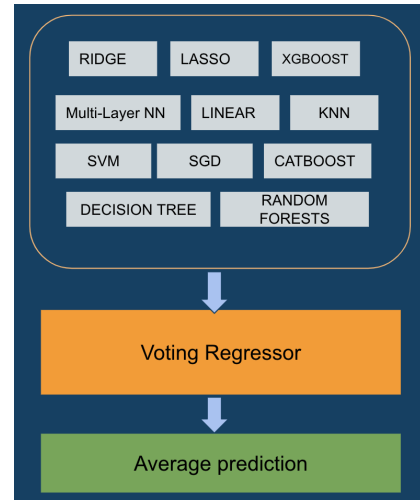 RIDGE
LASSO
XGBOOST
Multi-Layer NN
LINEAR
KNN
SVM
SGD
CATBOOST
DECISION TREE
RANDOM
FORESTS
Voting Regressor
Average prediction